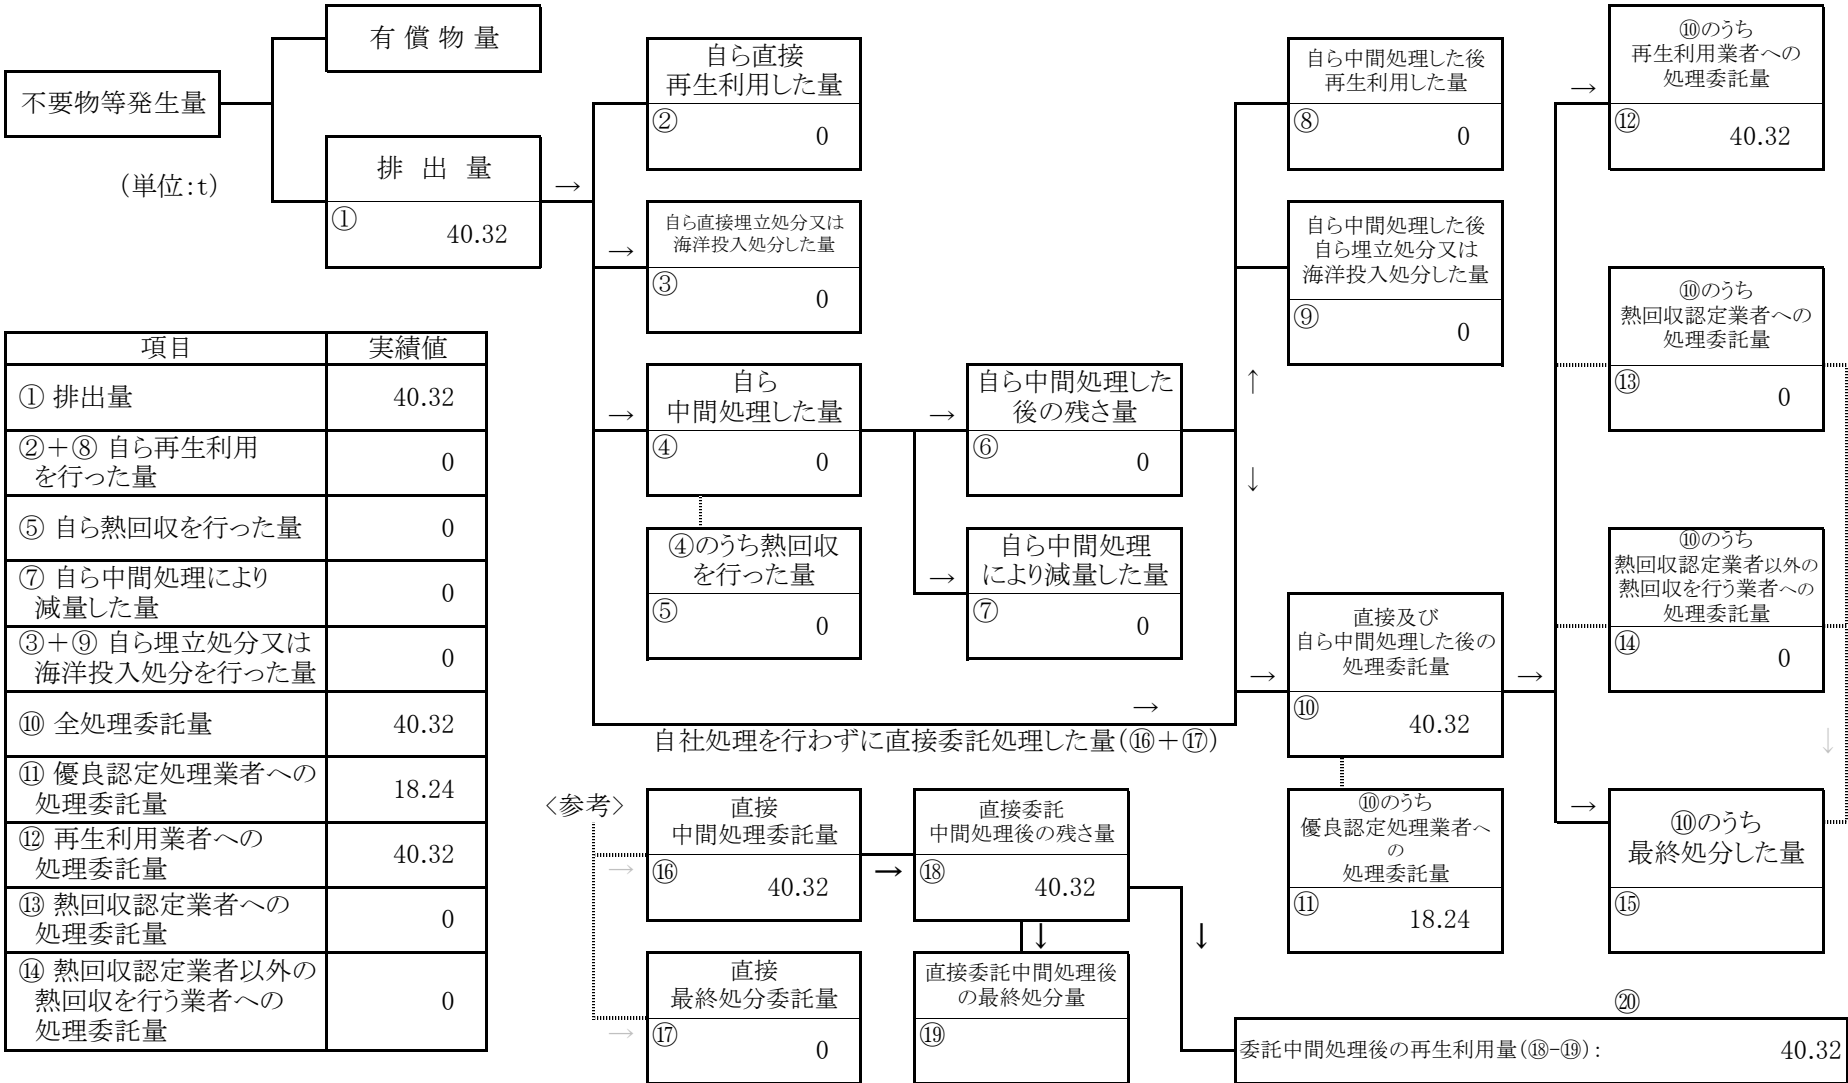 有 償 物 量
不要物等発生量
（単位：t）
排 出 量
①
40.32
→
自ら直接
再生利用した量
②
0
→
自ら直接埋立処分又は
海洋投入処分した量
③
0
→
自ら
中間処理した量
④
0
④のうち熱回収
を行った量
⑤
0
→
自ら中間処理した
後の残さ量
⑥
0
→
自ら中間処理
により減量した量
⑦
0
自ら中間処理した後
再生利用した量
⑧
0
自ら中間処理した後
自ら埋立処分又は
海洋投入処分した量
⑨
0
↑
↓
→
自社処理を行わずに直接委託処理した量（⑯＋⑰）
→
直接及び
自ら中間処理した後の
処理委託量
⑩
40.32
⑩のうち
優良認定処理業者へ
の
処理委託量
⑪
18.24
→
→
⑩のうち
再生利用業者への
処理委託量
⑫
40.32
⑩のうち
熱回収認定業者への
処理委託量
⑬
0
⑩のうち
熱回収認定業者以外の
熱回収を行う業者への
処理委託量
⑭
0
↓
→
⑩のうち
最終処分した量
⑮
項目 実績値
① 排出量 40.32
②＋⑧ 自ら再生利用
を行った量 0
⑤ 自ら熱回収を行った量 0
⑦ 自ら中間処理により
減量した量 0
③＋⑨ 自ら埋立処分又は
海洋投入処分を行った量 0
⑩ 全処理委託量 40.32
⑪ 優良認定処理業者への
処理委託量 18.24
⑫ 再生利用業者への
処理委託量 40.32
⑬ 熱回収認定業者への
処理委託量 0
⑭ 熱回収認定業者以外の
熱回収を行う業者への
処理委託量 0
〈参考〉
→
直接
中間処理委託量
⑯
40.32
→
直接委託
中間処理後の残さ量
⑱
40.32
↓
↓
→
直接
最終処分委託量
⑰
0
直接委託中間処理後
の最終処分量
⑲
⑳
委託中間処理後の再生利用量（⑱-⑲）： 40.32